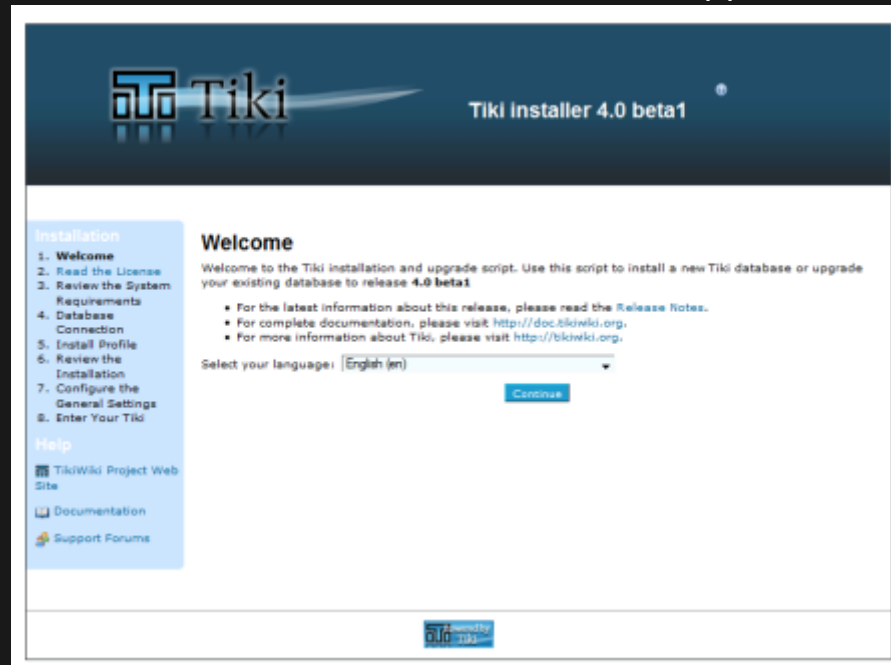 Tiki
Tiki installer 4.0 beta1
Installation
1. Welcome
2. Read the License
3. Review the System
Requirements
4. Database
Connection
5. Install Profile
6. Review the
Installation
7. Configure the
General Settings
8. Enter Your Tiki
Help
TikiWiki Project Web
Site
Documentation
Support Forums
Welcome
Welcome to the Tiki installation and upgrade script. Use this script to install a new Tiki database or upgrade
your existing database to release 4.0 beta1
• For the latest information about this release, please read the Release Notes.
• For complete documentation, please visit http://doc.tikiwiki.org.
• For more information about Tiki, please visit http://tikiwiki.org.
Select your language: English (en)
Continue
Powered by
Tiki